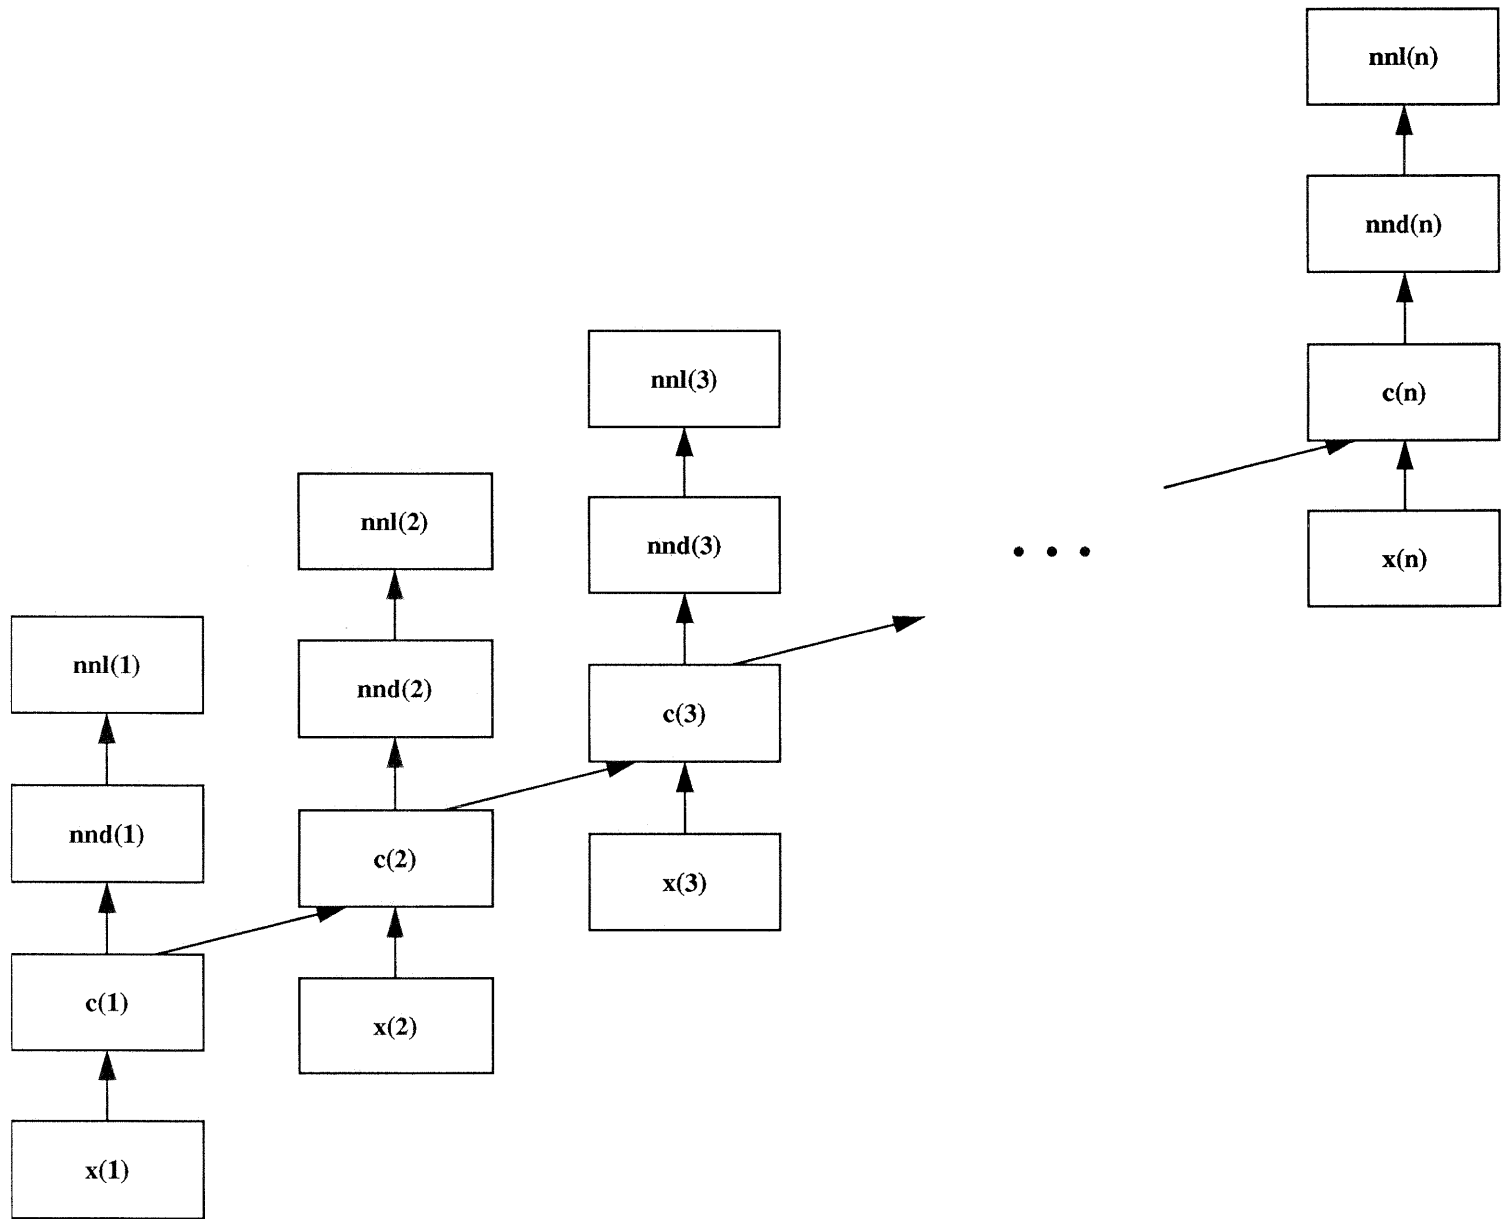 nnl(n)
nnd(n)
c(n)
x(n)
nnl(3)
nnd(3)
c(3)
x(3)
nnl(2)
nnd(2)
c(2)
x(2)
nnl(1)
nnd(1)
c(1)
x(1)